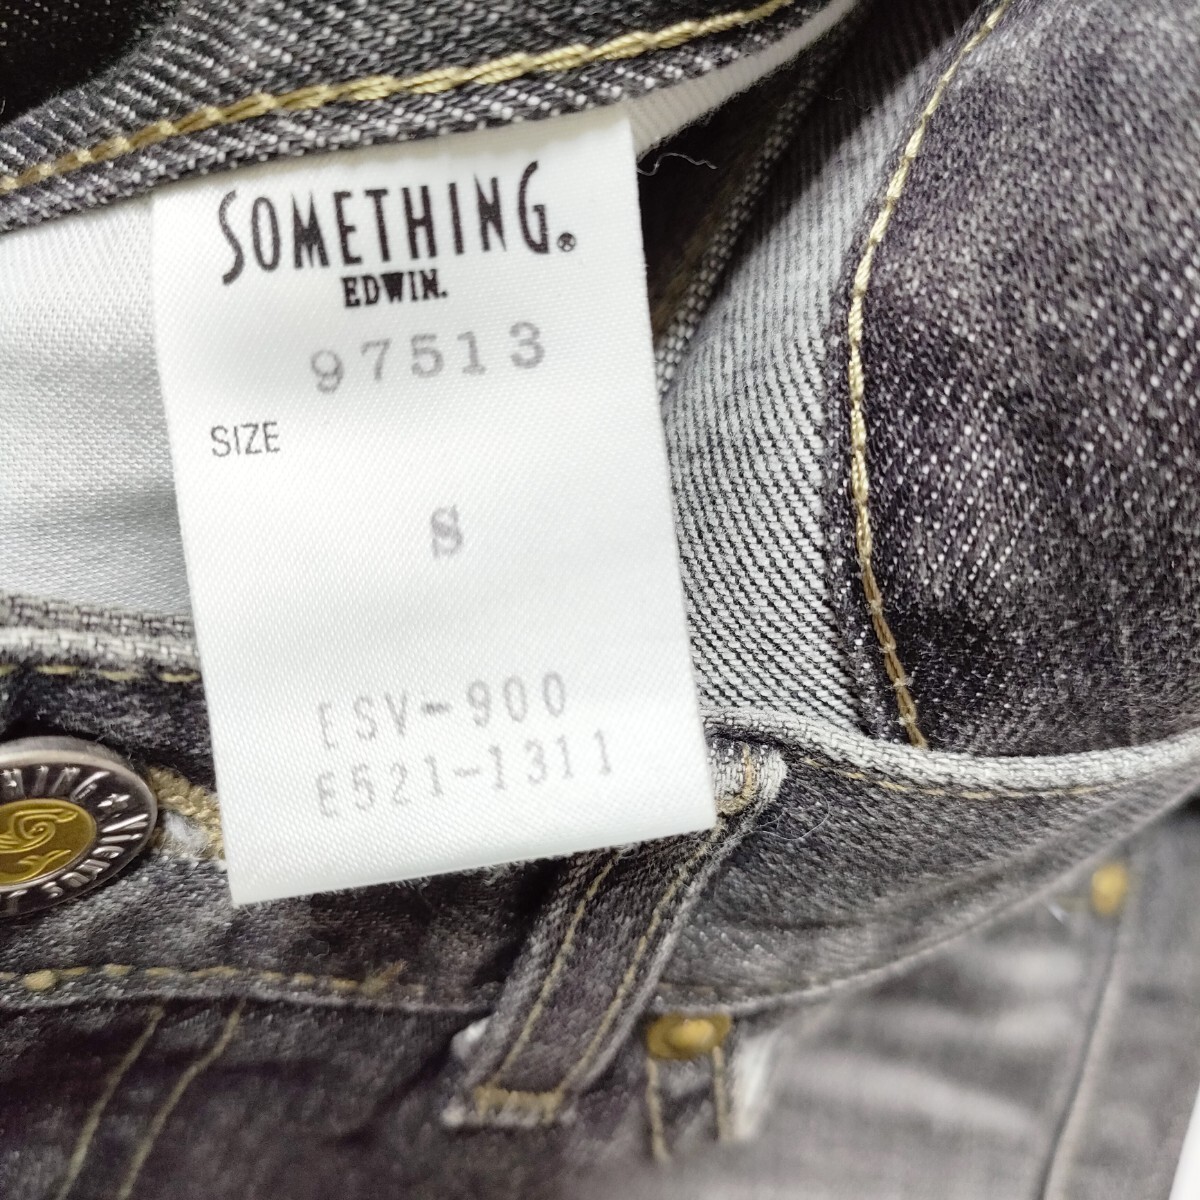 SOMETHING.®
EDWIN.
97513
SIZE
S
ESV-900
E521-1311